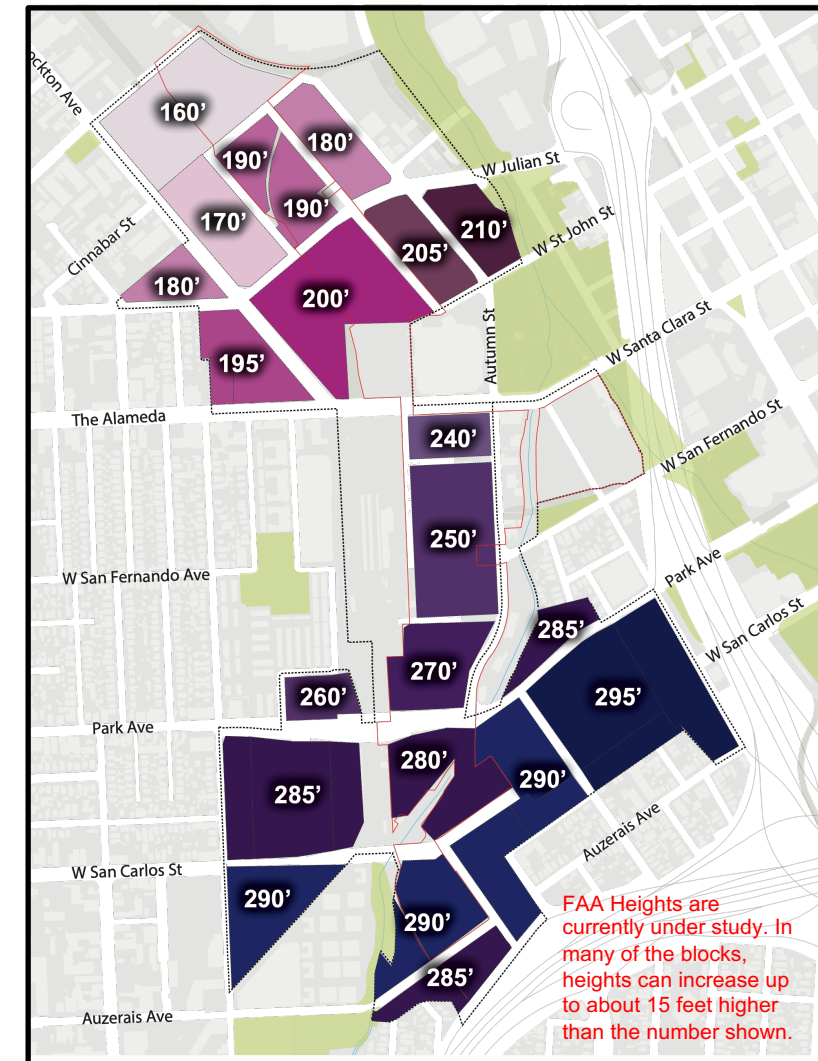 ockton Ave
160’
180’
190’
W Julian St
170’
190’
210’
Cinnabar St
205’
W St John St
180’
200’
Autumn St
W Santa Clara St
195’
The Alameda
240’
W San Fernando St
250’
W San Fernando Ave
Park Ave
W San Carlos St
285’
270’
260’
295’
Park Ave
280’
290’
285’
Auzerais Ave
W San Carlos St
290’
290’
FAA Heights are
currently under study. In
many of the blocks,
heights can increase up
to about 15 feet higher
than the number shown.
285’
Auzerais Ave